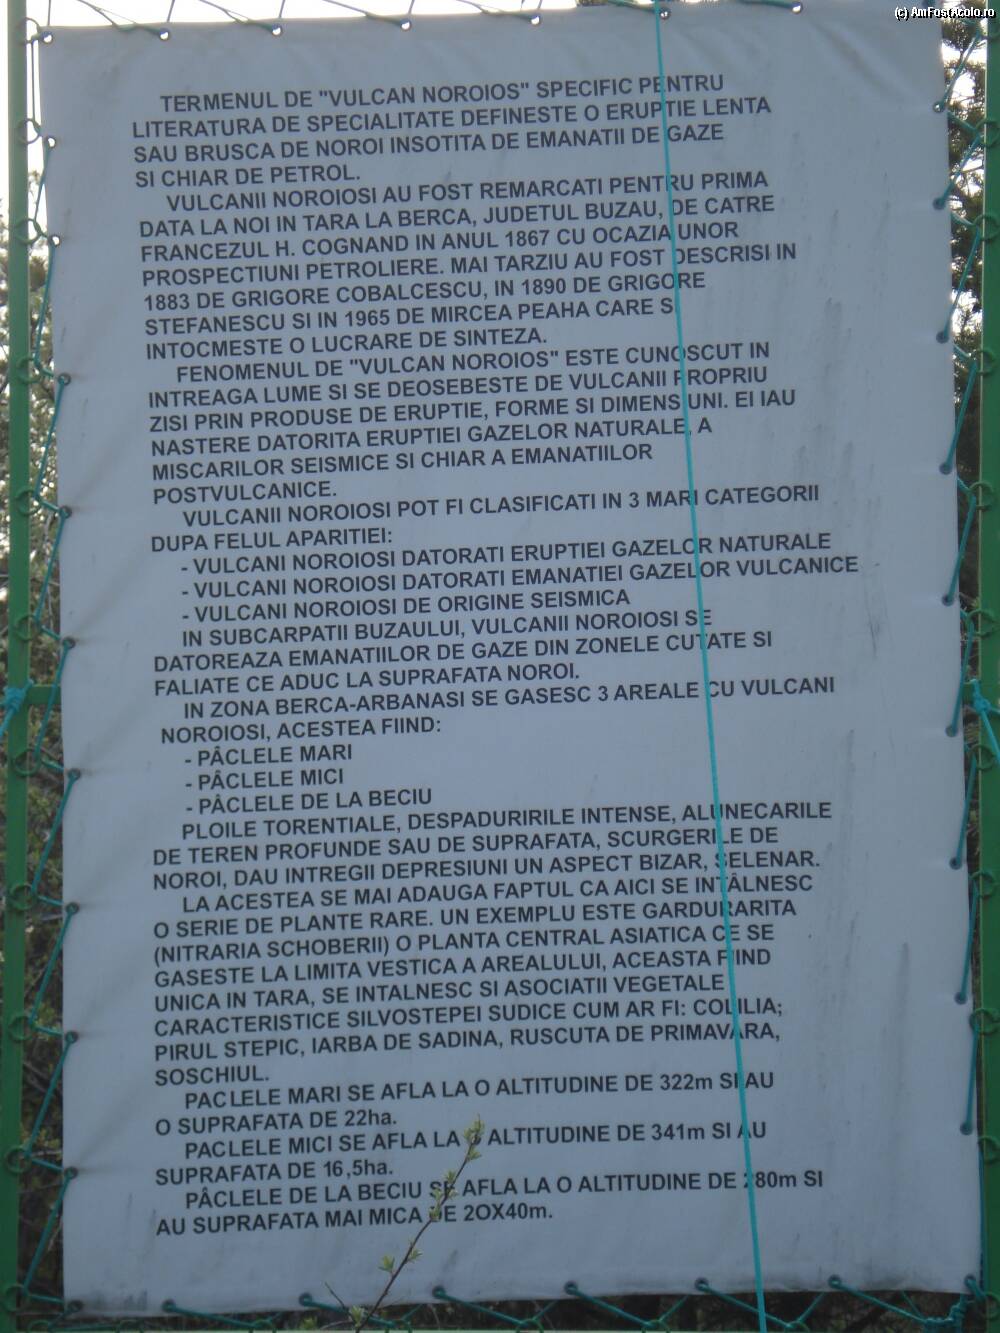 (c) AmFostAcolo.ro
TERMENUL DE "VULCAN NOROIOS" SPECIFIC PENTRU
LITERATURA DE SPECIALITATE DEFINESTE O ERUPTIE LENTA
SAU BRUSCA DE NOROI INSOTITA DE EMANATII DE GAZE
SI CHIAR DE PETROL.
VULCANII NOROIOSI AU FOST REMARCATI PENTRU PRIMA
DATA LA NOI IN TARA LA BERCA, JUDETUL BUZAU, DE CATRE
FRANCEZUL H. COGNAND IN ANUL 1867 CU OCAZIA UNOR
PROSPECTIUNI PETROLIERE. MAI TARZIU AU FOST DESCRISI IN
1883 DE GRIGORE COBALCESCU, IN 1890 DE GRIGORE
STEFANESCU SI IN 1965 DE MIRCEA PEAHA CARE SI
INTOCMESTE O LUCRARE DE SINTEZA.
FENOMENUL DE "VULCAN NOROIOS" ESTE CUNOSCUT IN
INTREAGA LUME SI SE DEOSEBESTE DE VULCANII PROPRIU
ZISI PRIN PRODUSE DE ERUPTIE, FORME SI DIMENSIUNI. EI IAU
NASTERE DATORITA ERUPTIEI GAZELOR NATURALE, A
MISCARILOR SEISMICE SI CHIAR A EMANATIILOR
POSTVULCANICE.
VULCANII NOROIOSI POT FI CLASIFICATI IN 3 MARI CATEGORII
DUPA FELUL APARITIEI:
- VULCANI NOROIOSI DATORATI ERUPTIEI GAZELOR NATURALE
- VULCANI NOROIOSI DATORATI EMANATIEI GAZELOR VULCANICE
- VULCANI NOROIOSI DE ORIGINE SEISMICA
IN SUBCARPATII BUZAULUI, VULCANII NOROIOSI SE
DATOREAZA EMANATIILOR DE GAZE DIN ZONELE CUTATE SI
FALIATE CE ADUC LA SUPRAFATA NOROI.
IN ZONA BERCA-ARBANASI SE GASESC 3 AREALE CU VULCANI
NOROIOSI, ACESTEA FIIND:
- PÂCLELE MARI
- PÂCLELE MICI
- PÂCLELE DE LA BECIU
PLOILE TORENTIALE, DESPADURIRILE INTENSE, ALUNECARILE
DE TEREN PROFUNDE SAU DE SUPRAFATA, SCURGERILE DE
NOROI, DAU INTREGII DEPRESIUNI UN ASPECT BIZAR, SELENAR.
LA ACESTEA SE MAI ADAUGA FAPTUL CA AICI SE INTÂLNESC
O SERIE DE PLANTE RARE. UN EXEMPLU ESTE GARDURARITA
(NITRARIA SCHOBERII) O PLANTA CENTRAL ASIATICA CE SE
GASESTE LA LIMITA VESTICA A AREALULUI, ACEASTA FIIND
UNICA IN TARA, SE INTALNESC SI ASOCIATII VEGETALE
CARACTERISTICE SILVOSTEPEI SUDICE CUM AR FI: COLILIA;
PIRUL STEPIC, IARBA DE SADINA, RUSCUTA DE PRIMAVARA,
SOSCHIUL.
PACLELE MARI SE AFLA LA O ALTITUDINE DE 322m SI AU
O SUPRAFATA DE 22ha.
PACLELE MICI SE AFLA LA O ALTITUDINE DE 341m SI AU
SUPRAFATA DE 16,5ha.
PÂCLELE DE LA BECIU SE AFLA LA O ALTITUDINE DE 280m SI
AU SUPRAFATA MAI MICA DE 2OX40m.